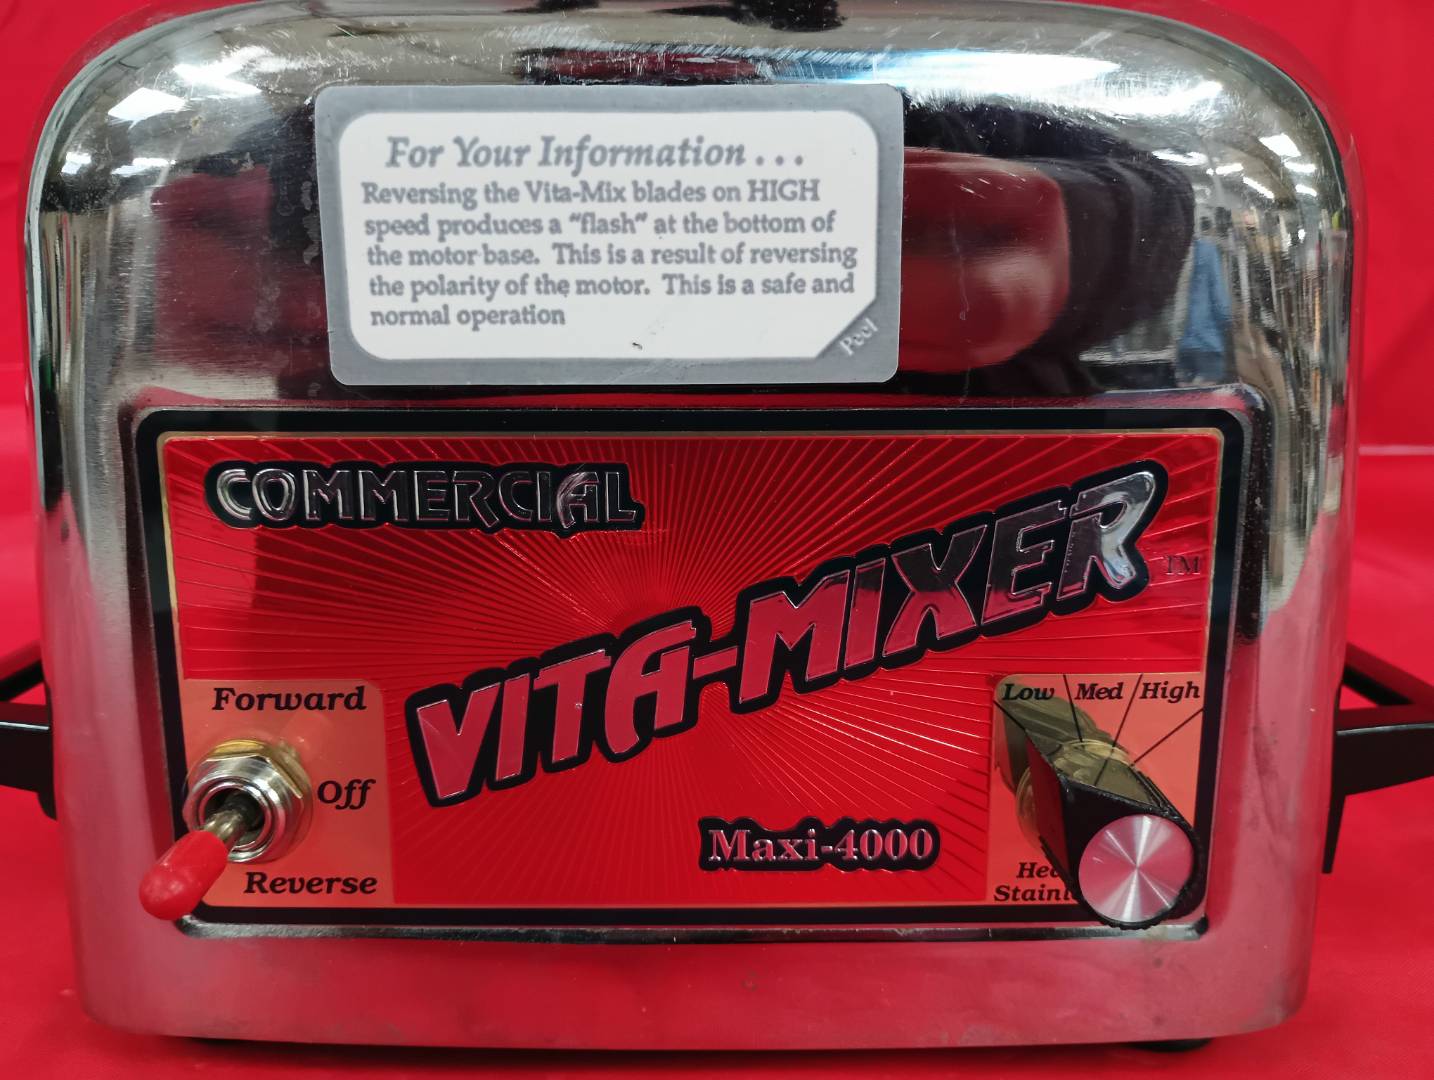 For Your Information . . .
Reversing the Vita-Mix blades on HIGH
speed produces a “flash” at the bottom of
the motor base. This is a result of reversing
the polarity of the motor. This is a safe and
normal operation
Peel
COMMERCIAL
VITA-MIXER TM
Forward
Off
Reverse
Low Med High
Maxi-4000